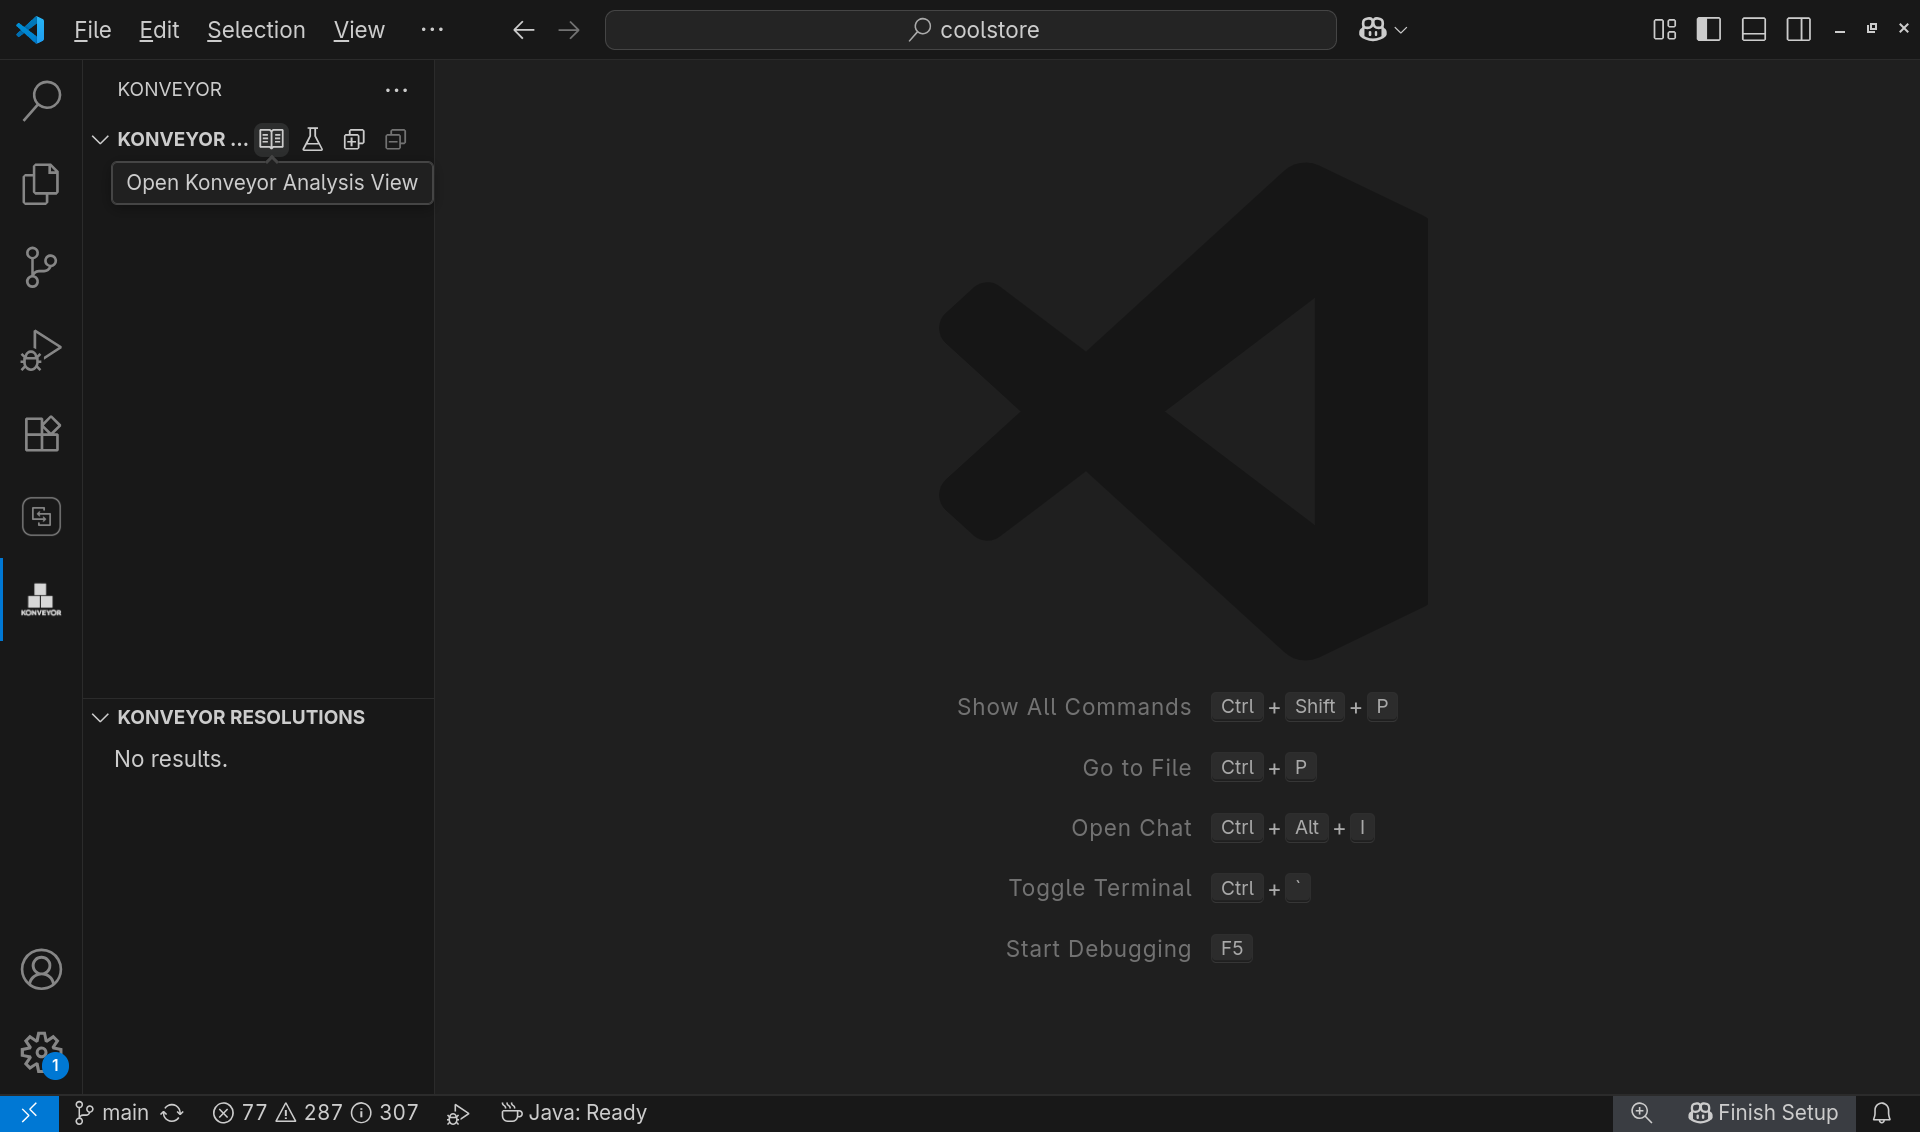 File Edit Selection View ··· coolstore
KONVEYOR ···
KONVEYOR ...
Open Konveyor Analysis View
KONVEYOR
KONVEYOR RESOLUTIONS
No results.
Show All Commands Ctrl + Shift + P
Go to File Ctrl + P
Open Chat Ctrl + Alt + I
Toggle Terminal Ctrl + `
Start Debugging F5
1
main 77 287 307 Java: Ready Finish Setup